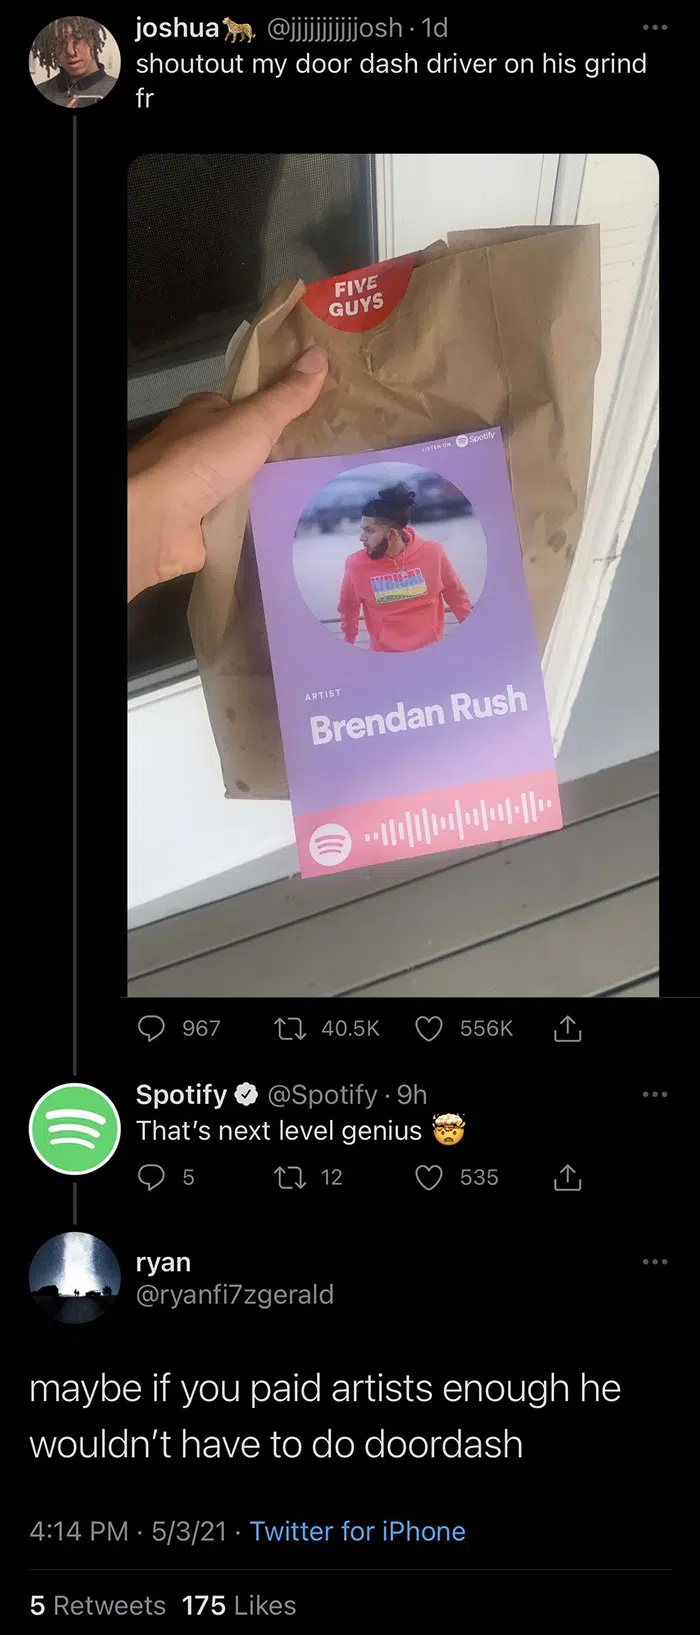 joshua🐆 @jjjjjjjjjjosh · 1d
shoutout my door dash driver on his grind
fr
FIVE
GUYS
LISTEN ON Spotify
LYRICAL
ARTIST
Brendan Rush
967 40.5K 556K
Spotify @Spotify · 9h
That's next level genius 🤯
5 12 535
ryan
@ryanfi7zgerald
maybe if you paid artists enough he
wouldn't have to do doordash
4:14 PM · 5/3/21 · Twitter for iPhone
5 Retweets 175 Likes